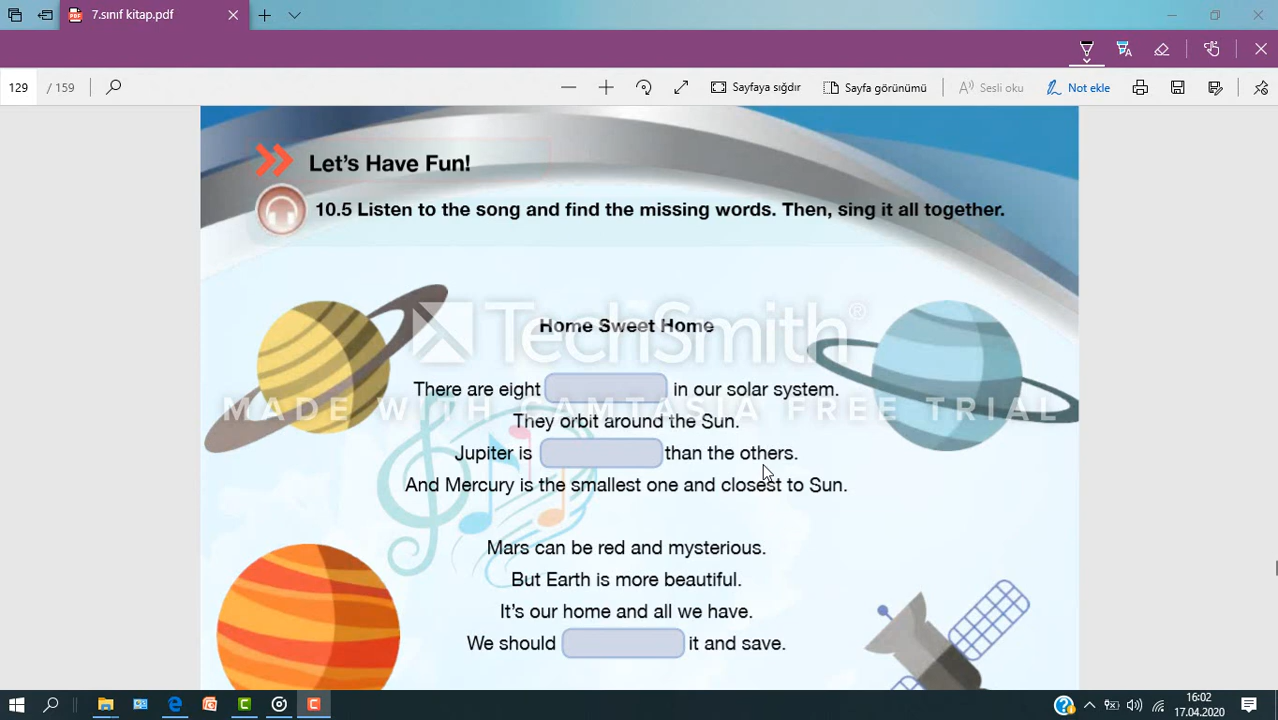 7.sınıf kitap.pdf
129 / 159
Sayfaya sığdır
Sayfa görünümü
Sesli oku
Not ekle
Let's Have Fun!
10.5 Listen to the song and find the missing words. Then, sing it all together.
TechSmith®
Home Sweet Home
There are eight in our solar system.
MADE WITH CAMTASIA FREE TRIAL
They orbit around the Sun.
Jupiter is than the others.
And Mercury is the smallest one and closest to Sun.
Mars can be red and mysterious.
But Earth is more beautiful.
It's our home and all we have.
We should it and save.
16:02
17.04.2020